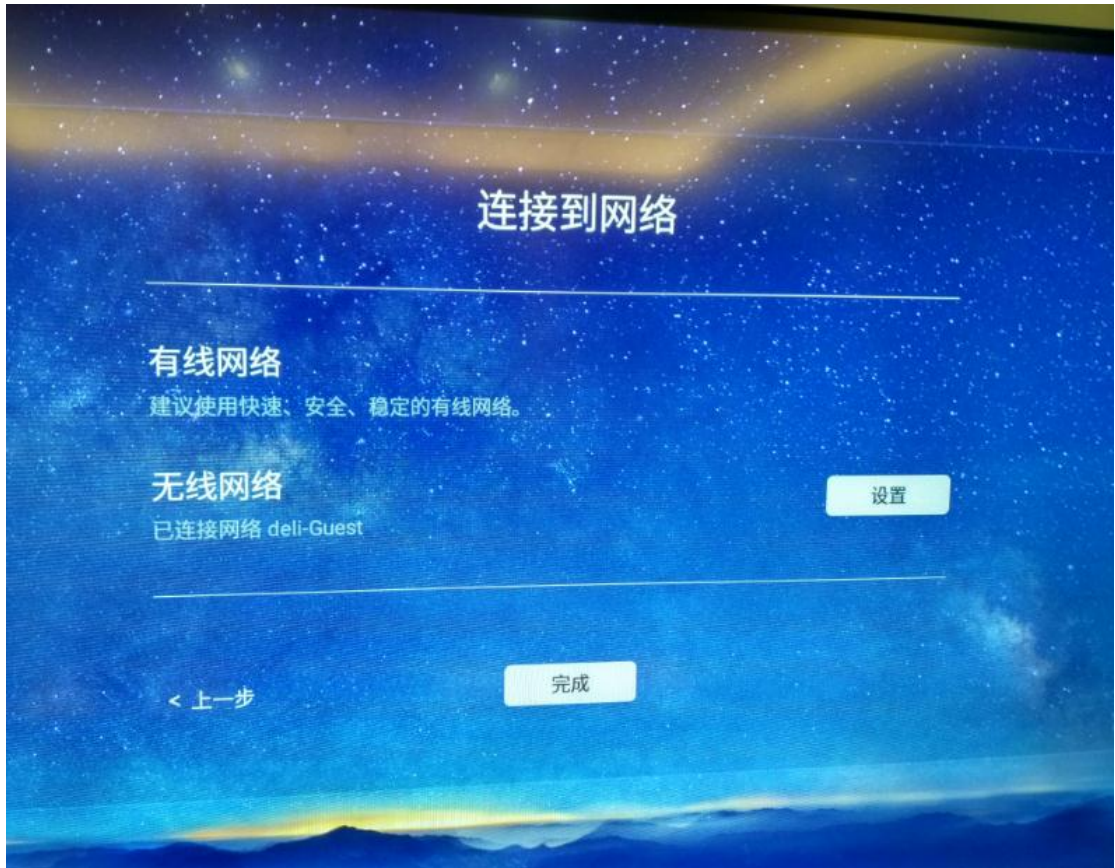 连接到网络
有线网络
建议使用快速、安全、稳定的有线网络。
无线网络
已连接网络 deli-Guest
设置
< 上一步
完成